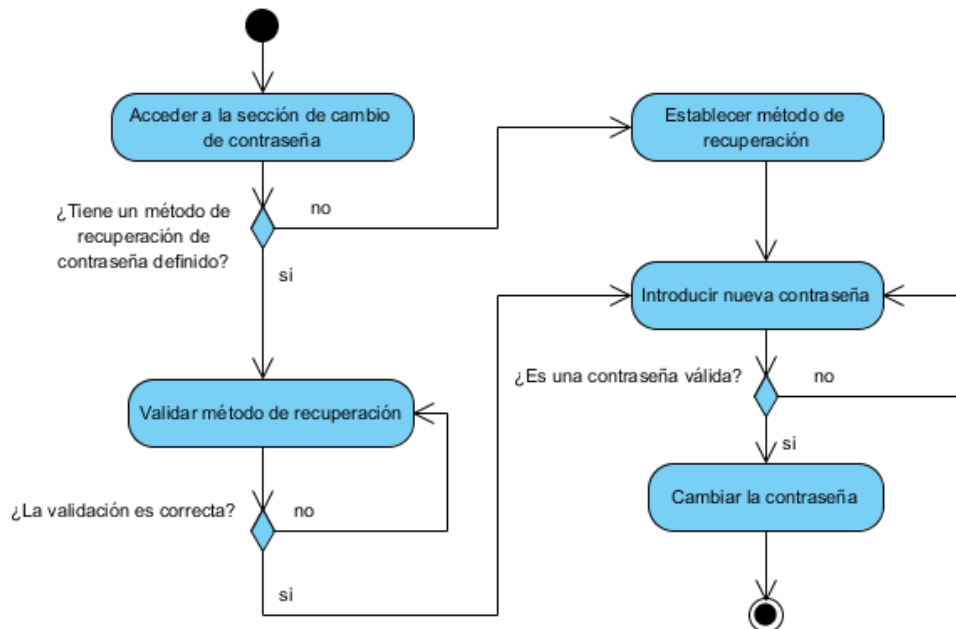 Acceder a la sección de cambio
de contraseña
¿Tiene un método de
recuperación de
contraseña definido?
no
si
Validar método de recuperación
¿La validación es correcta?
no
si
Establecer método de
recuperación
Introducir nueva contraseña
¿Es una contraseña válida?
no
si
Cambiar la contraseña